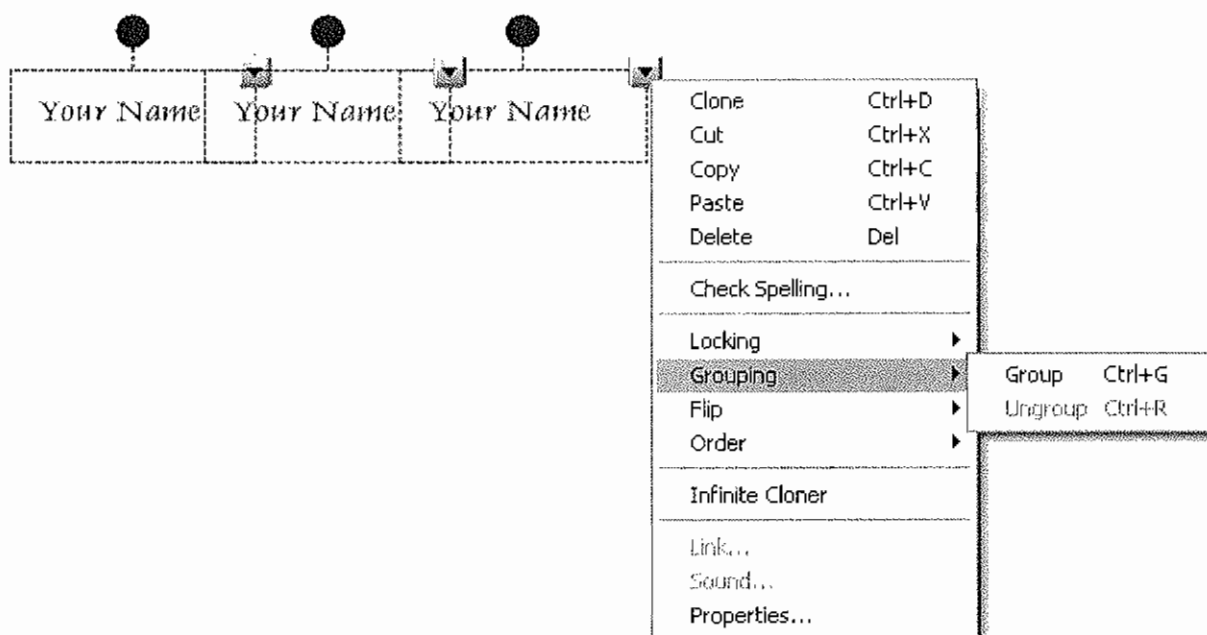 Your Name Your Name Your Name
Clone Ctrl+D
Cut Ctrl+X
Copy Ctrl+C
Paste Ctrl+V
Delete Del
Check Spelling...
Locking
Grouping
Group Ctrl+G
Ungroup Ctrl+R
Flip
Order
Infinite Cloner
Link...
Sound...
Properties...